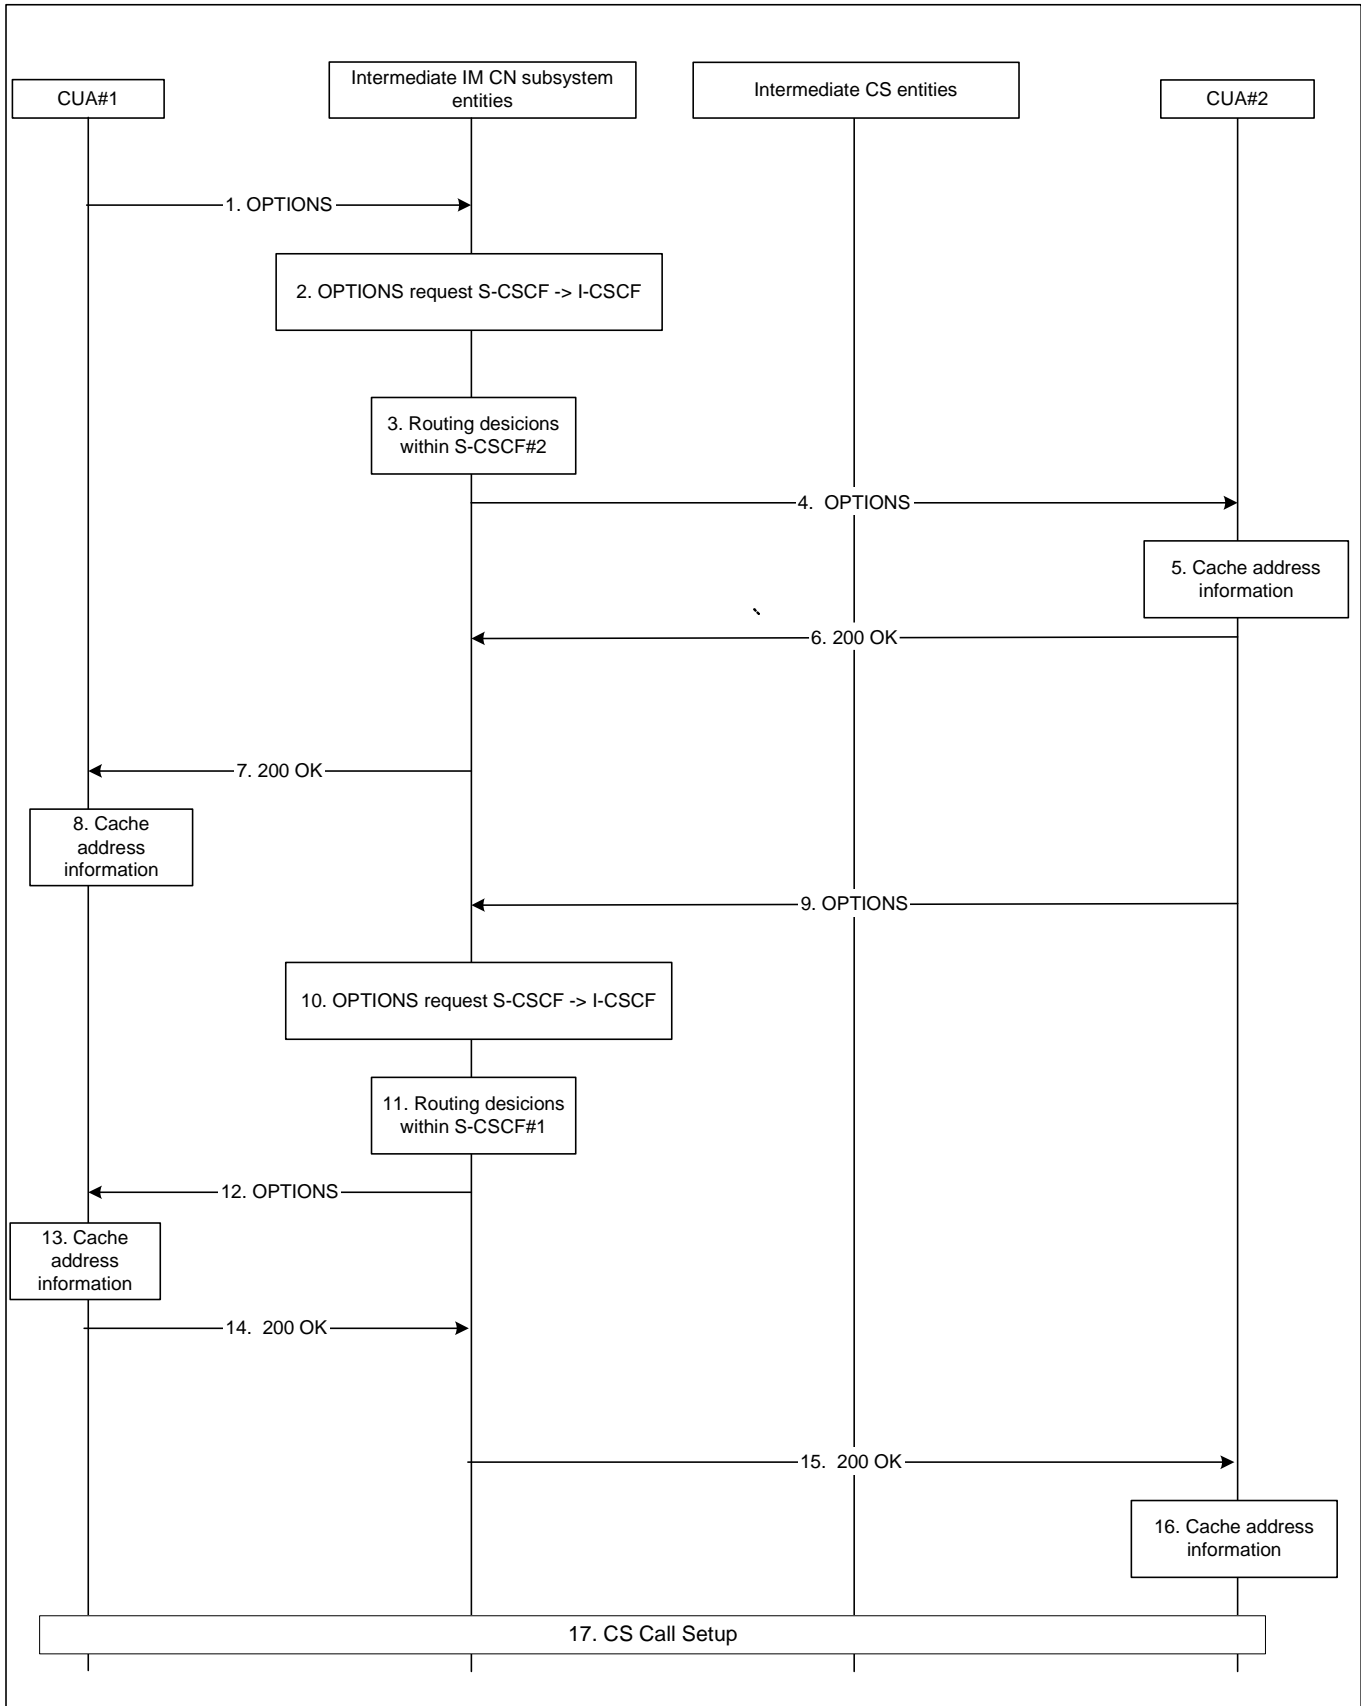 CUA#1
Intermediate IM CN subsystem
entities
Intermediate CS entities
CUA#2
1. OPTIONS
2. OPTIONS request S-CSCF -> I-CSCF
3. Routing desicions
within S-CSCF#2
4.  OPTIONS
5. Cache address
information
6. 200 OK
7. 200 OK
8. Cache
address
information
9. OPTIONS
10. OPTIONS request S-CSCF -> I-CSCF
11. Routing desicions
within S-CSCF#1
12. OPTIONS
13. Cache
address
information
14.  200 OK
15.  200 OK
16. Cache address
information
17. CS Call Setup